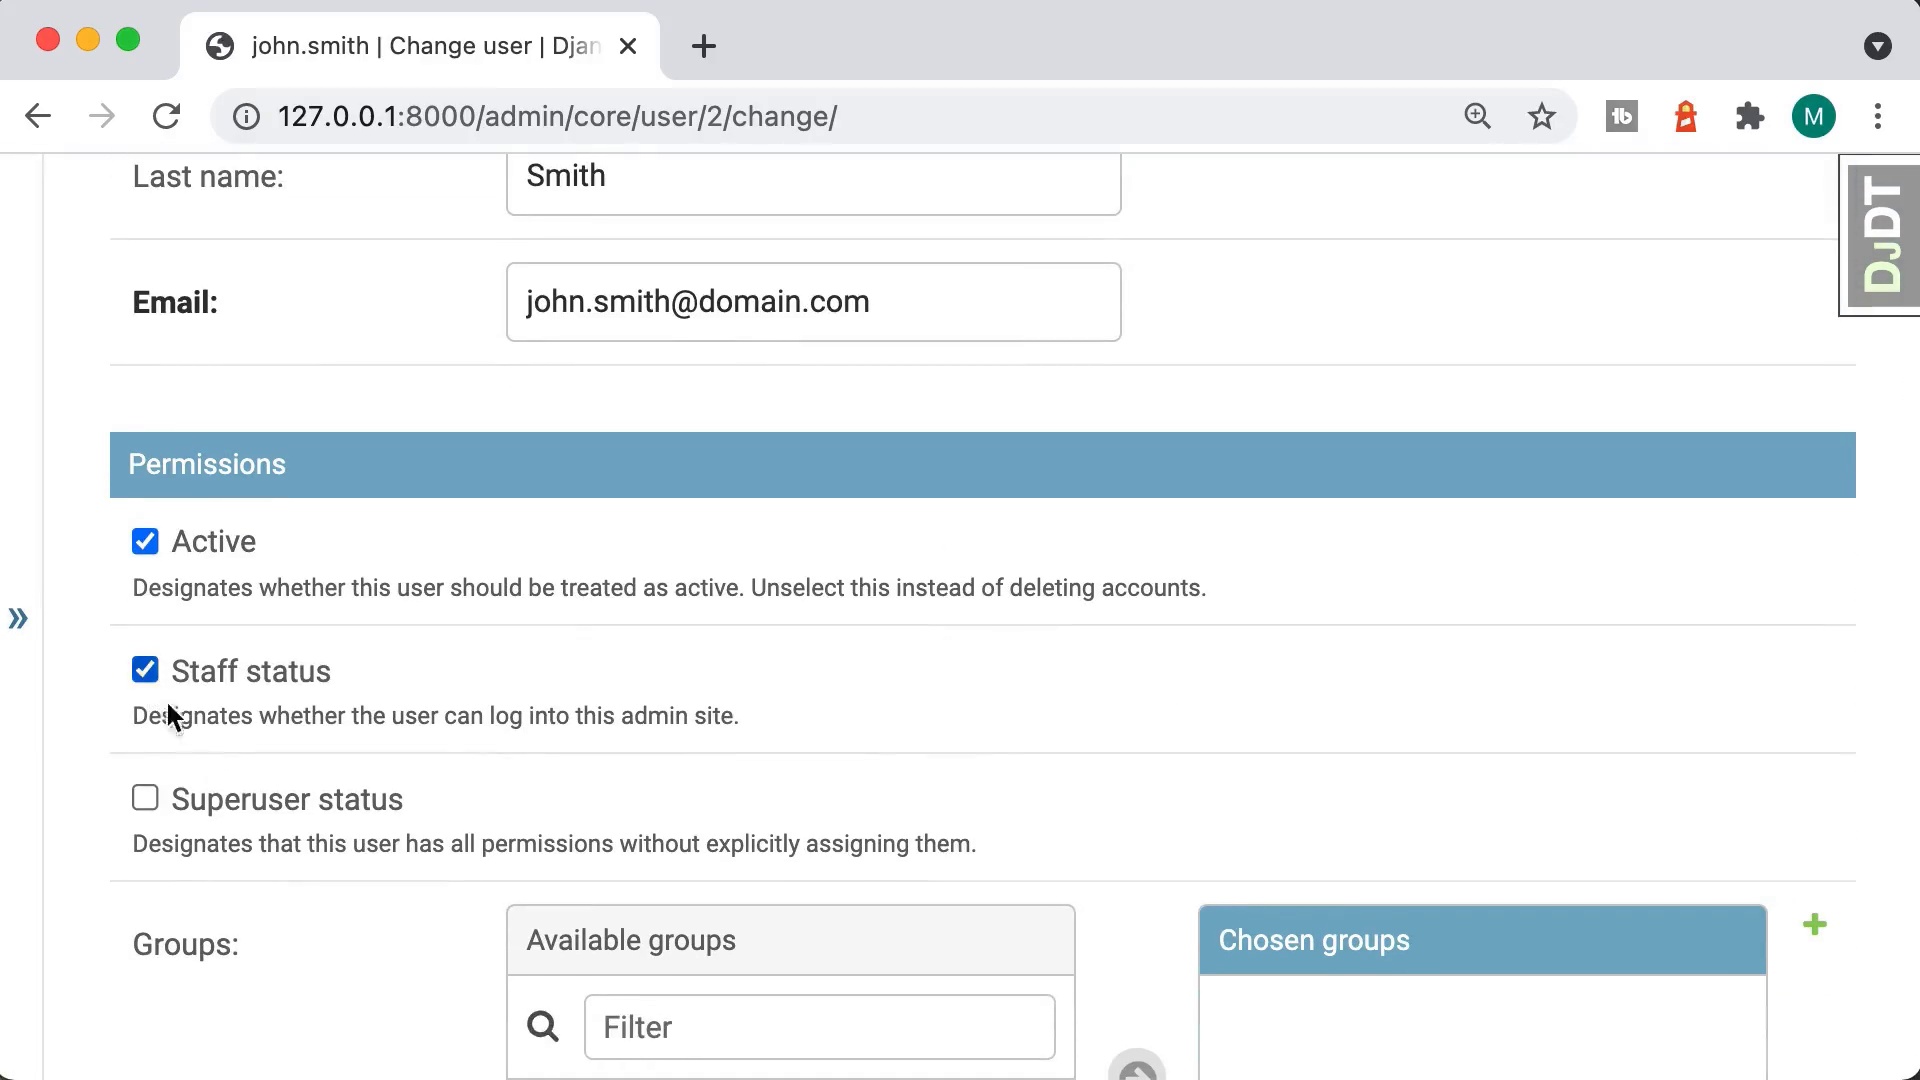 john.smith | Change user | Djan
127.0.0.1:8000/admin/core/user/2/change/
M
Last name:
Smith
DjDT
Email:
john.smith@domain.com
Permissions
Active
Designates whether this user should be treated as active. Unselect this instead of deleting accounts.
»
Staff status
Designates whether the user can log into this admin site.
Superuser status
Designates that this user has all permissions without explicitly assigning them.
Groups:
Available groups
Chosen groups
Filter